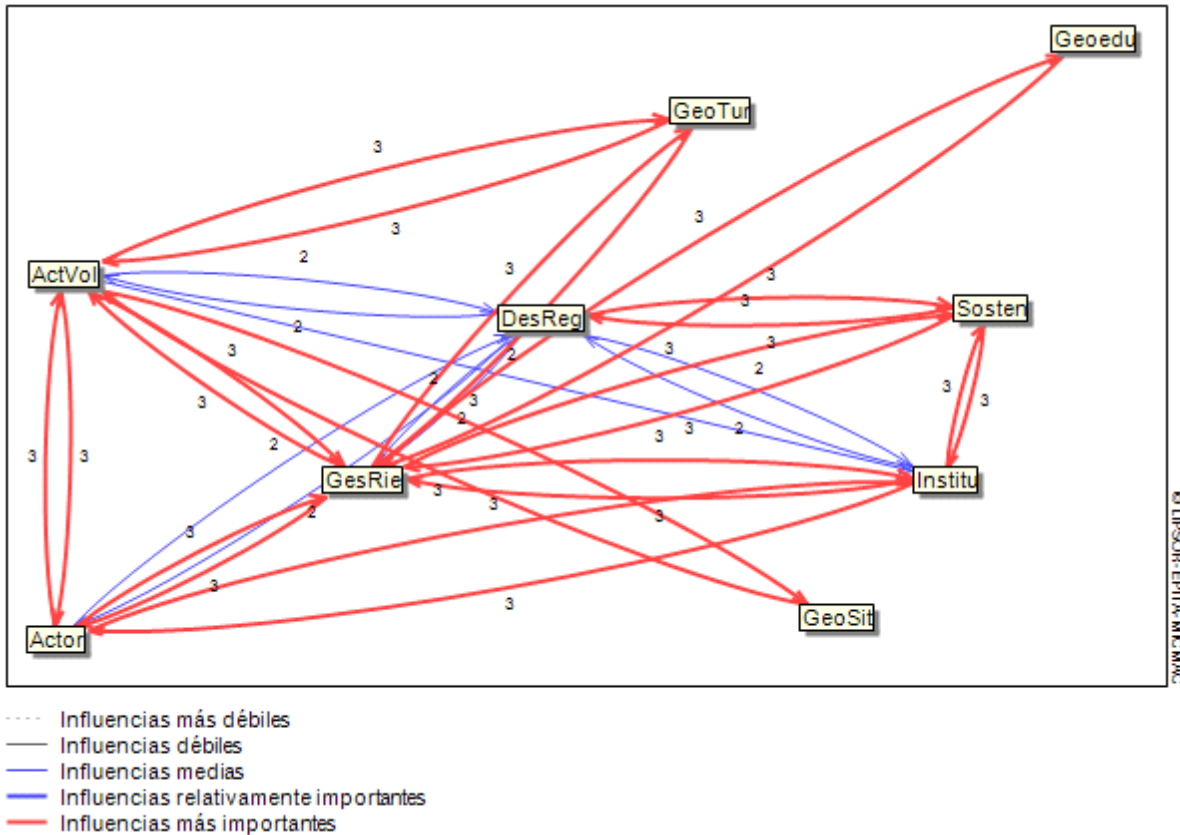 Geoedu
GeoTur
3
3
3
ActVol
2
3
3
DesReg
3
Sosten
2
3
3
3
2
2
2
3
3
3
3
2
2
3
3
2
3
3
GesRie
Institu
3
3
3
2
3
3
3
GeoSit
Actor
© LIPSOR-EPITA-MICMAC
Influencias más débiles
Influencias débiles
Influencias medias
Influencias relativamente importantes
Influencias más importantes